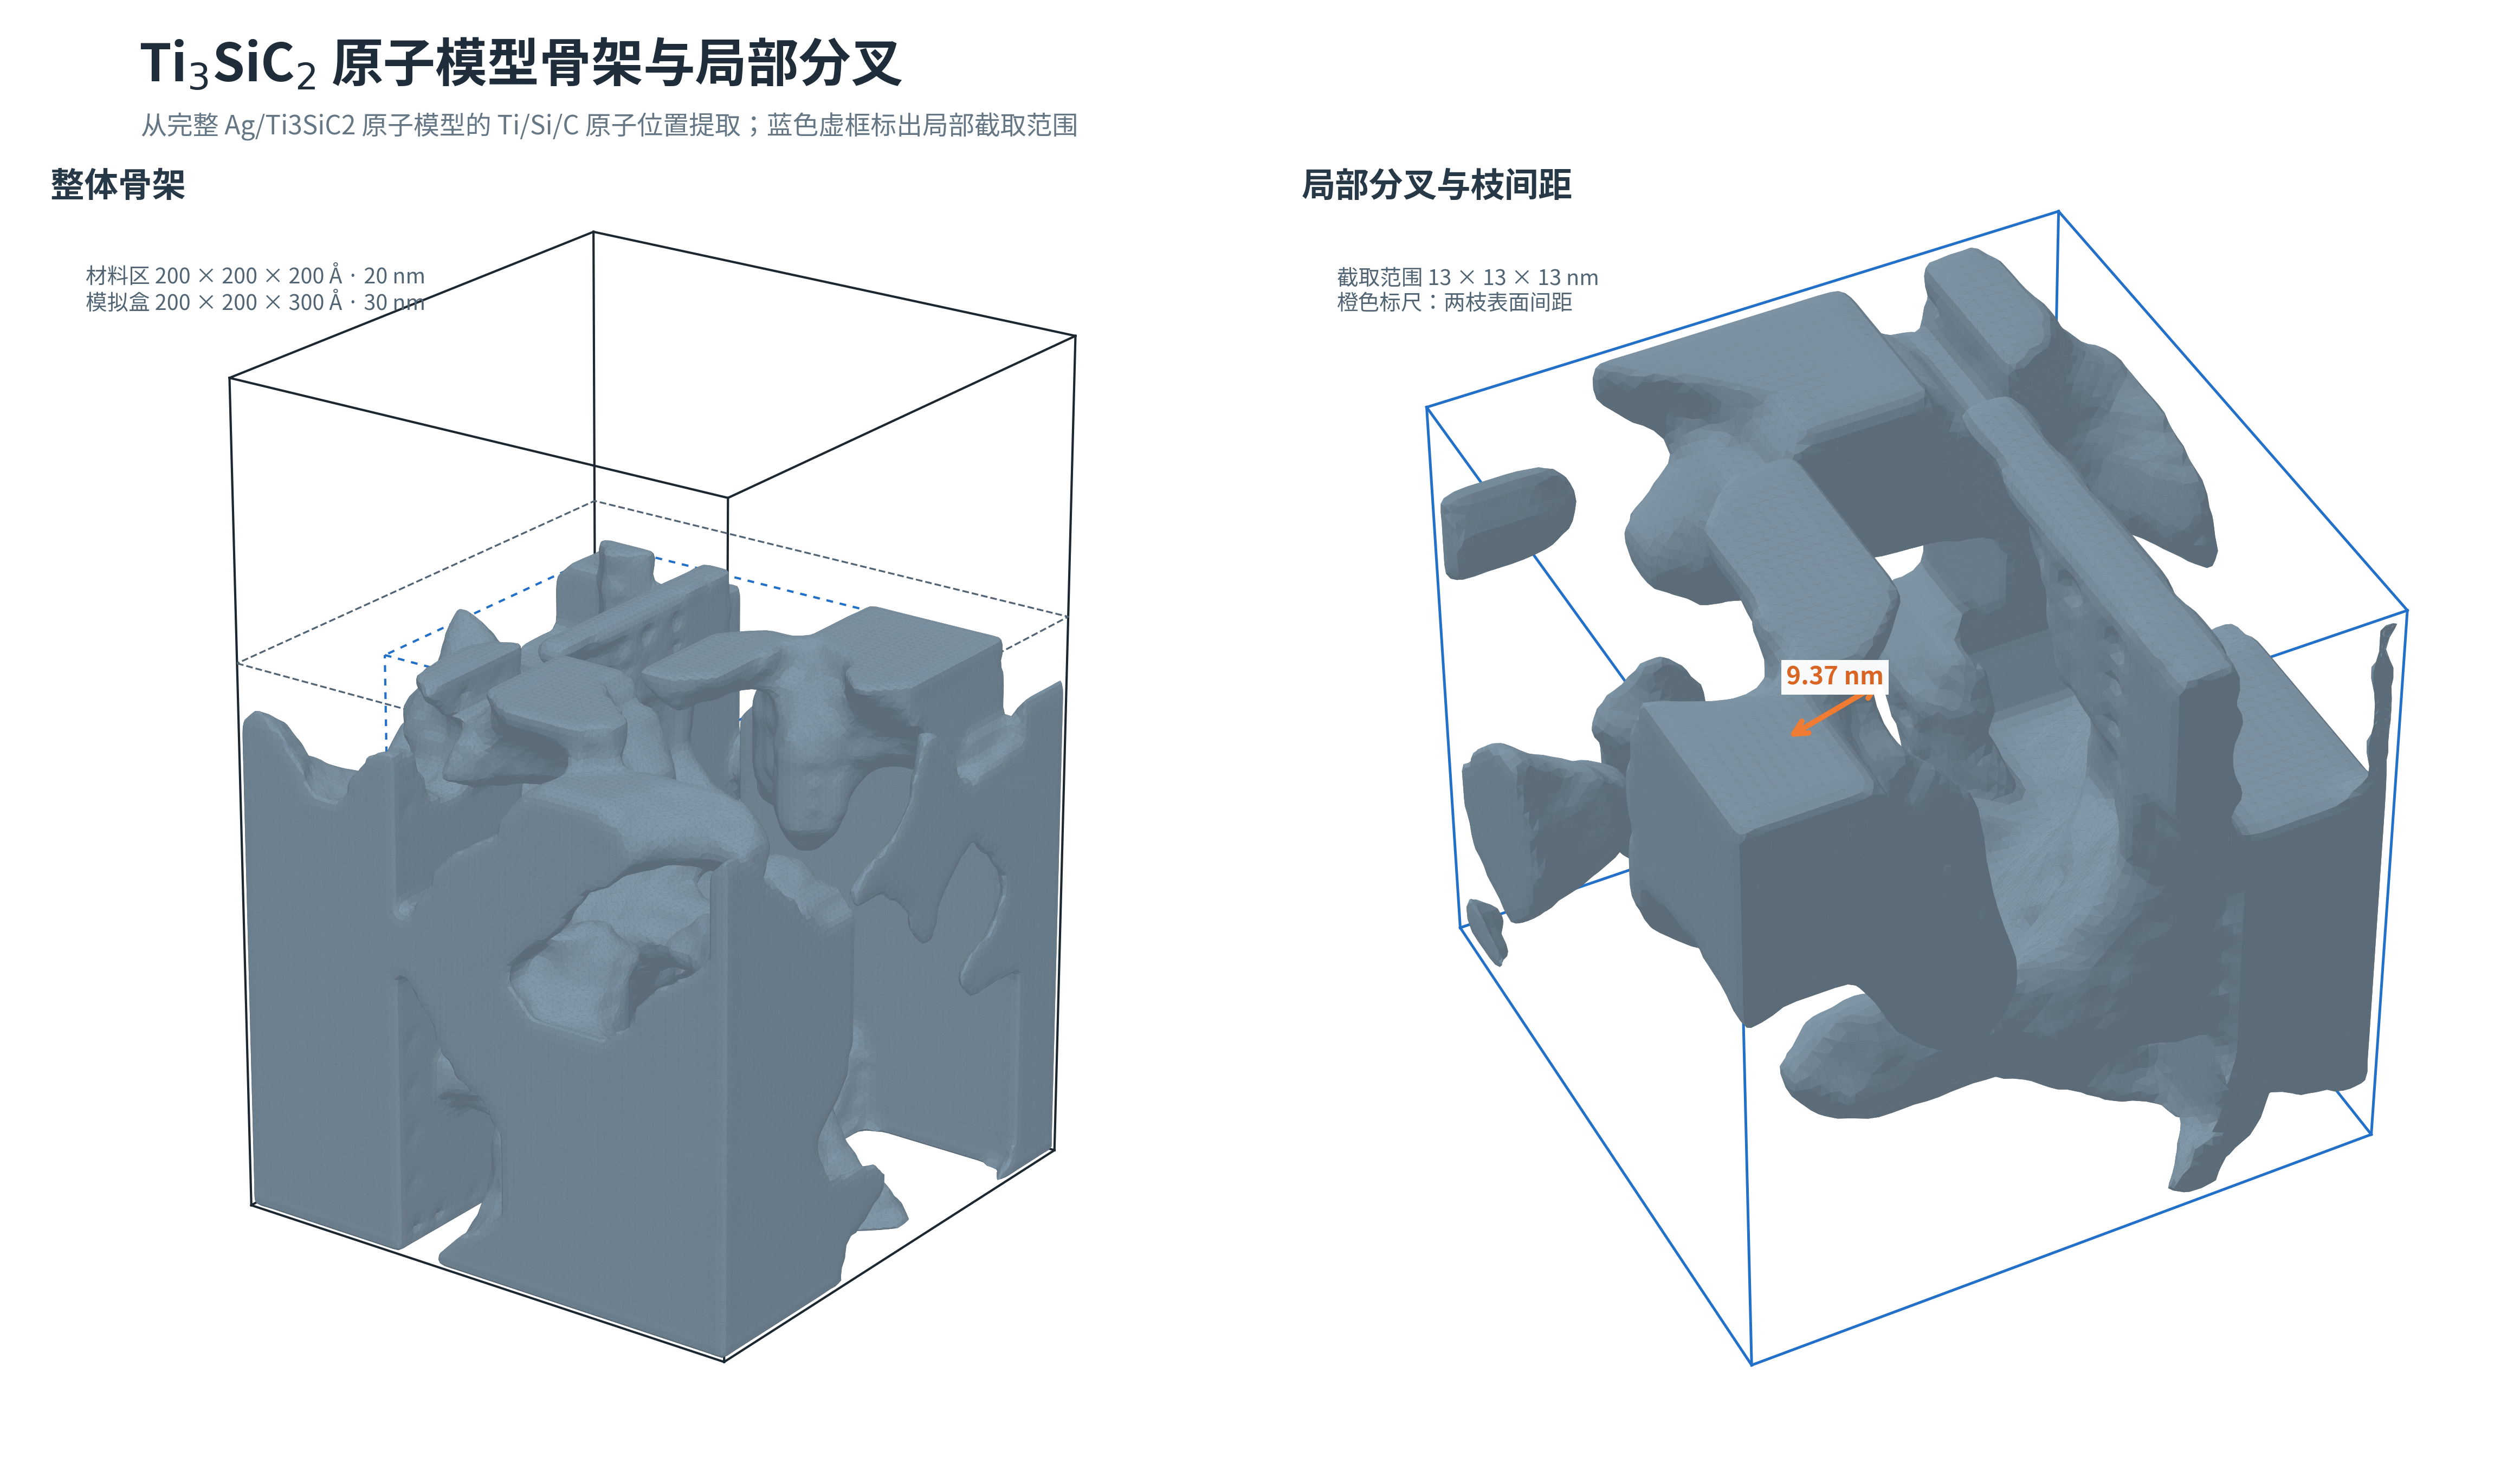 Ti₃SiC₂ 原子模型骨架与局部分叉
从完整 Ag/Ti3SiC2 原子模型的 Ti/Si/C 原子位置提取；蓝色虚框标出局部截取范围
整体骨架
材料区 200 × 200 × 200 Å · 20 nm
模拟盒 200 × 200 × 300 Å · 30 nm
局部分叉与枝间距
截取范围 13 × 13 × 13 nm
橙色标尺：两枝表面间距
9.37 nm